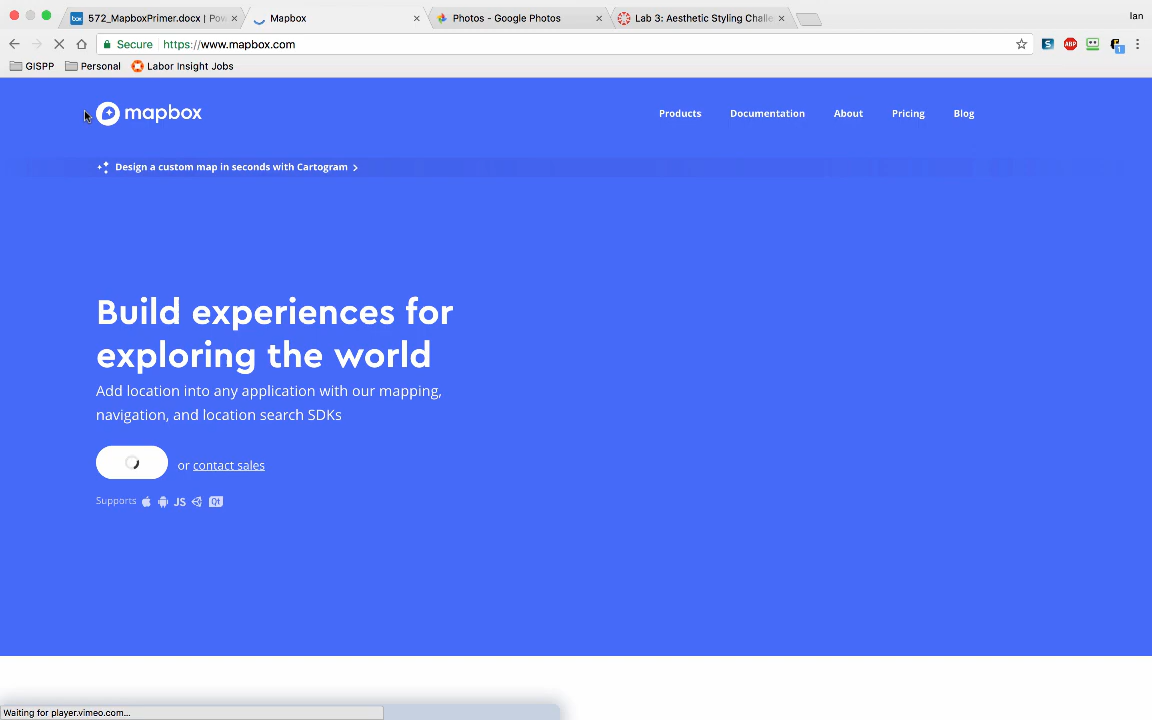 572_MapboxPrimer.docx | Pow
Mapbox
Photos - Google Photos
Lab 3: Aesthetic Styling Challe
Ian
Secure
https://www.mapbox.com
S
ABP
1
GISPP
Personal
Labor Insight Jobs
mapbox
Products
Documentation
About
Pricing
Blog
Design a custom map in seconds with Cartogram
Build experiences for
exploring the world
Add location into any application with our mapping,
navigation, and location search SDKs
or contact sales
Supports JS Qt
Waiting for player.vimeo.com...